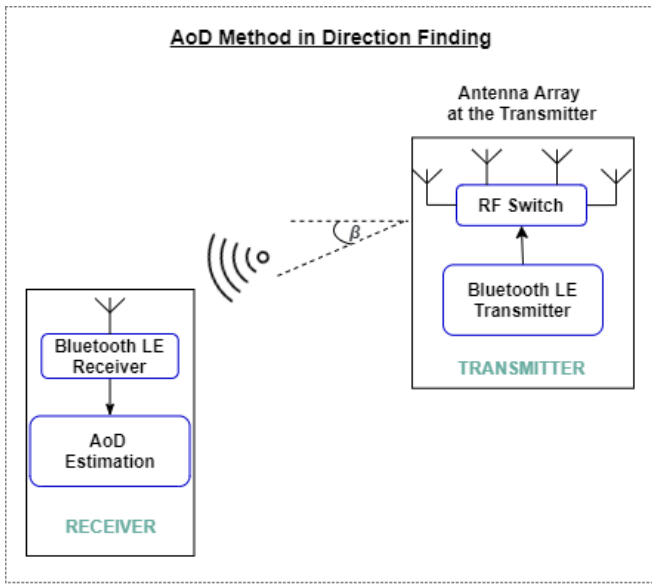 AoD Method in Direction Finding
Antenna Array
at the Transmitter
RF Switch
β
Bluetooth LE
Transmitter
TRANSMITTER
Bluetooth LE
Receiver
AoD
Estimation
RECEIVER